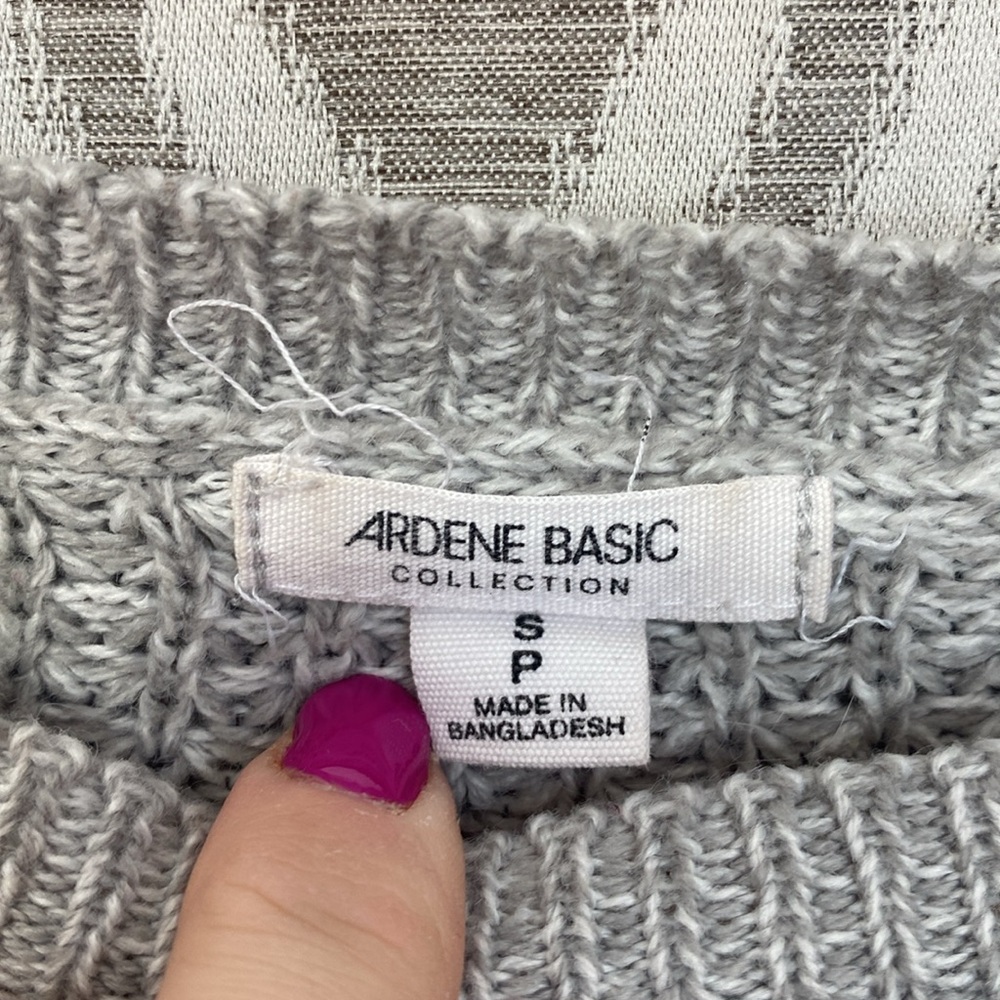 ARDENE BASIC
COLLECTION
S
P
MADE IN
BANGLADESH